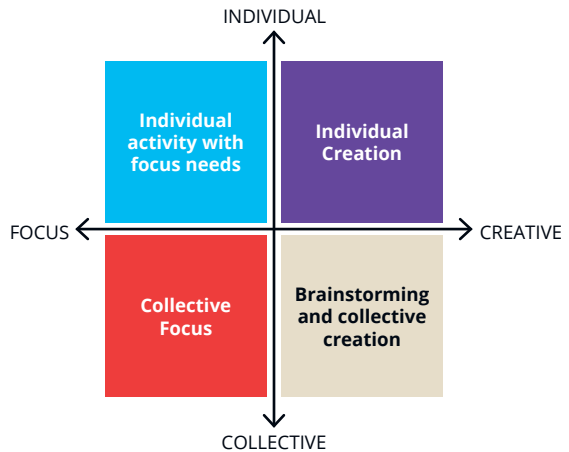 INDIVIDUAL
Individual
activity with
focus needs
Individual
Creation
FOCUS
CREATIVE
Collective
Focus
Brainstorming
and collective
creation
COLLECTIVE